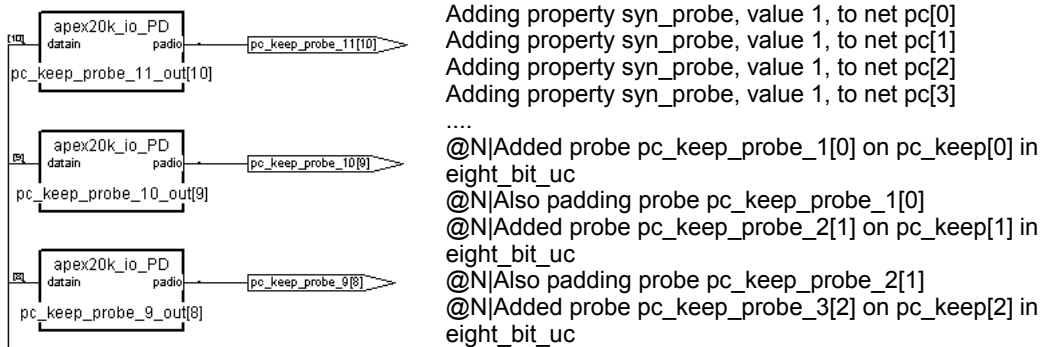 [10]
apex20k_io_PD
datain padio
pc_keep_probe_11[10]
pc_keep_probe_11_out[10]
[9]
apex20k_io_PD
datain padio
pc_keep_probe_10[9]
pc_keep_probe_10_out[9]
[8]
apex20k_io_PD
datain padio
pc_keep_probe_9[8]
pc_keep_probe_9_out[8]
Adding property syn_probe, value 1, to net pc[0]
Adding property syn_probe, value 1, to net pc[1]
Adding property syn_probe, value 1, to net pc[2]
Adding property syn_probe, value 1, to net pc[3]
....
@N|Added probe pc_keep_probe_1[0] on pc_keep[0] in
eight_bit_uc
@N|Also padding probe pc_keep_probe_1[0]
@N|Added probe pc_keep_probe_2[1] on pc_keep[1] in
eight_bit_uc
@N|Also padding probe pc_keep_probe_2[1]
@N|Added probe pc_keep_probe_3[2] on pc_keep[2] in
eight_bit_uc